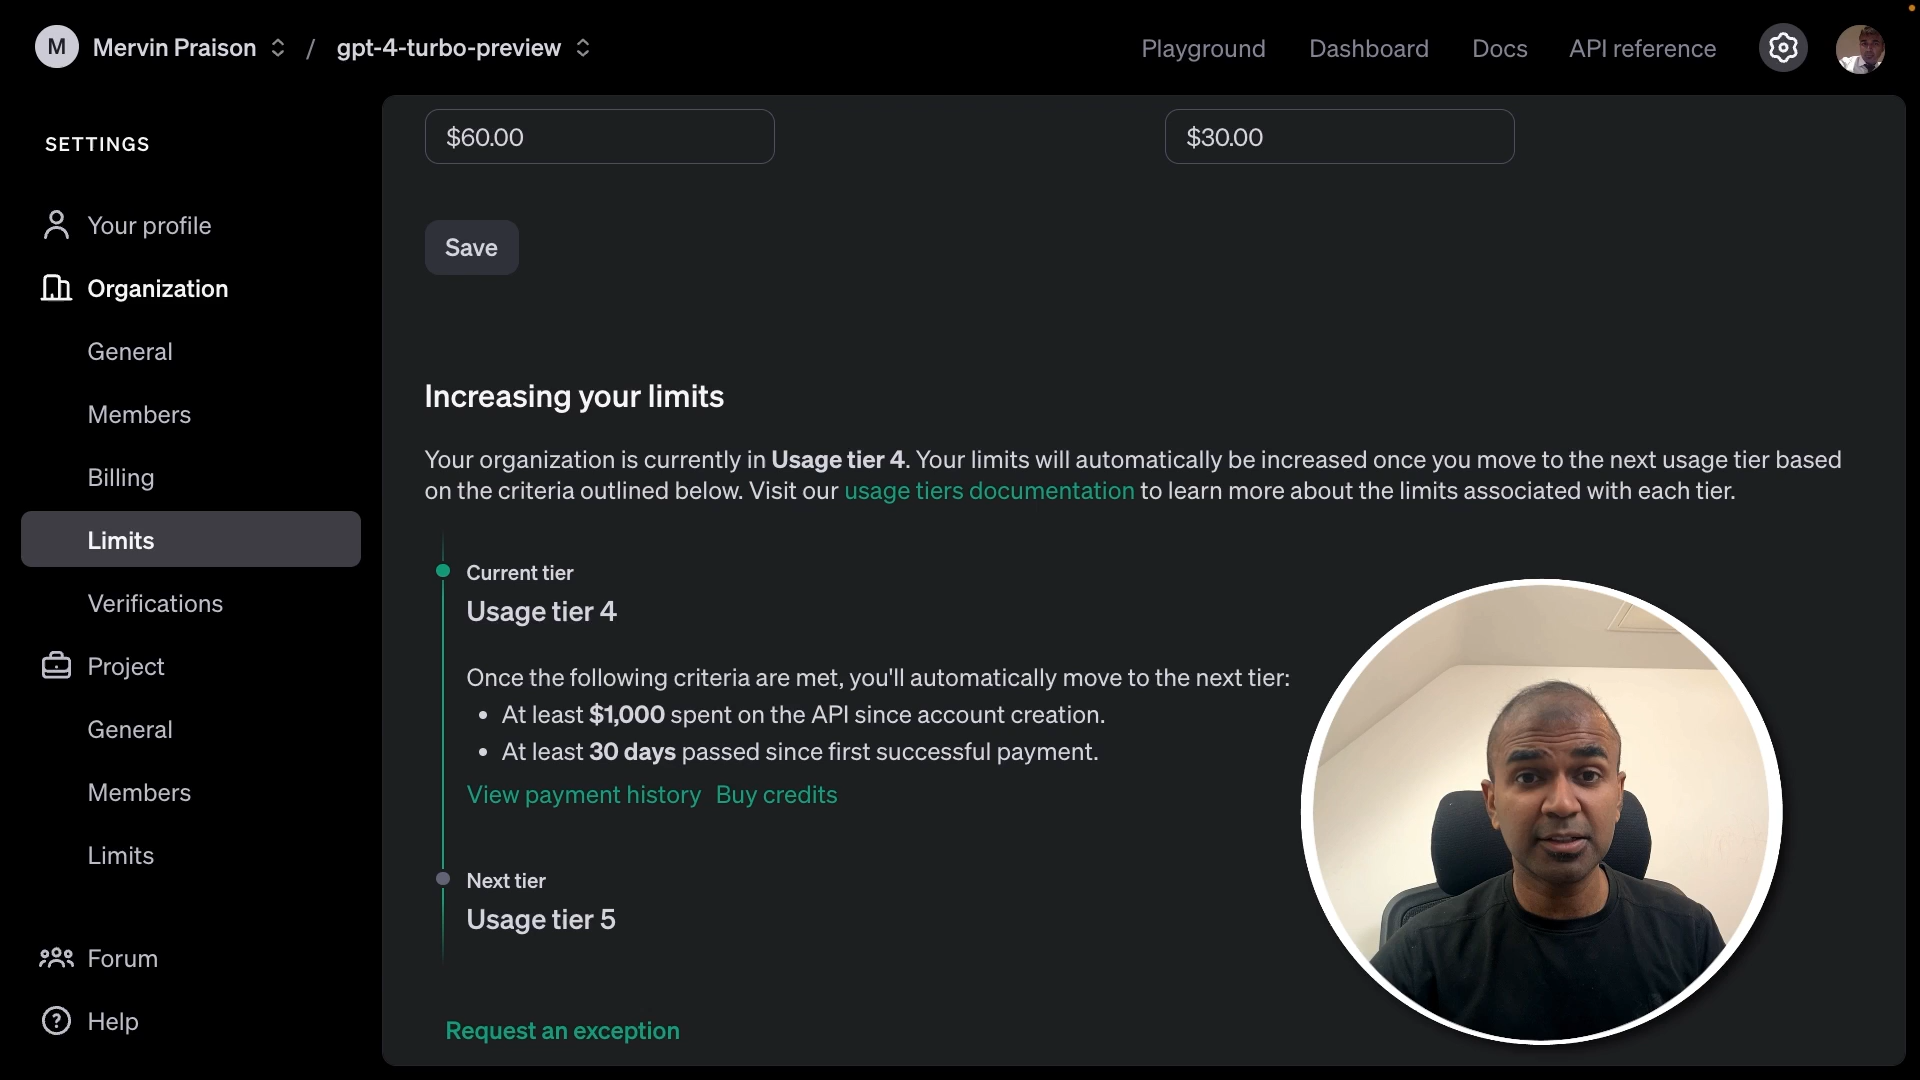 M Mervin Praison / gpt-4-turbo-preview
Playground Dashboard Docs API reference
SETTINGS
Your profile
Organization
General
Members
Billing
Limits
Verifications
Project
General
Members
Limits
Forum
Help
$60.00 $30.00
Save
Increasing your limits
Your organization is currently in Usage tier 4. Your limits will automatically be increased once you move to the next usage tier based
on the criteria outlined below. Visit our usage tiers documentation to learn more about the limits associated with each tier.
Current tier
Usage tier 4
Once the following criteria are met, you'll automatically move to the next tier:
• At least $1,000 spent on the API since account creation.
• At least 30 days passed since first successful payment.
View payment history Buy credits
Next tier
Usage tier 5
Request an exception